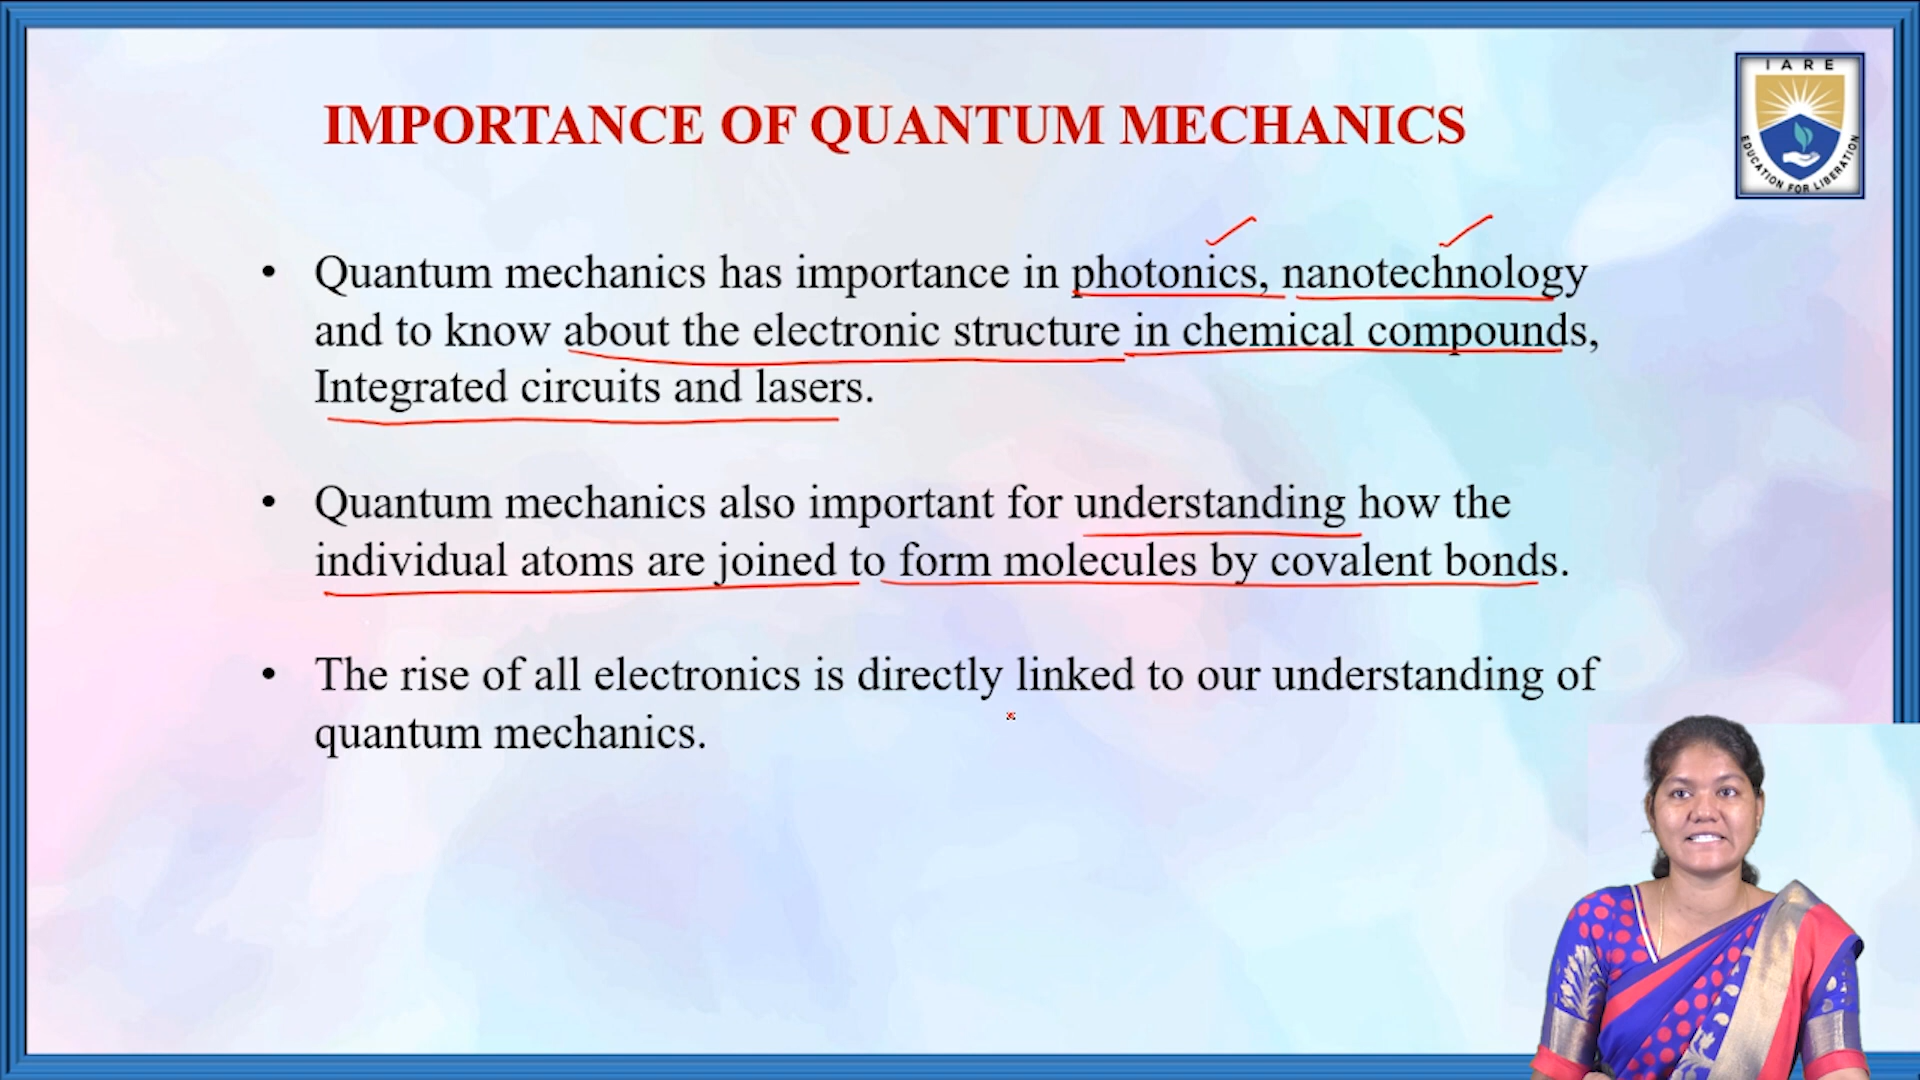 IARE
EDUCATION FOR LIBERATION
IMPORTANCE OF QUANTUM MECHANICS
• Quantum mechanics has importance in photonics, nanotechnology
and to know about the electronic structure in chemical compounds,
Integrated circuits and lasers.
• Quantum mechanics also important for understanding how the
individual atoms are joined to form molecules by covalent bonds.
• The rise of all electronics is directly linked to our understanding of
quantum mechanics.